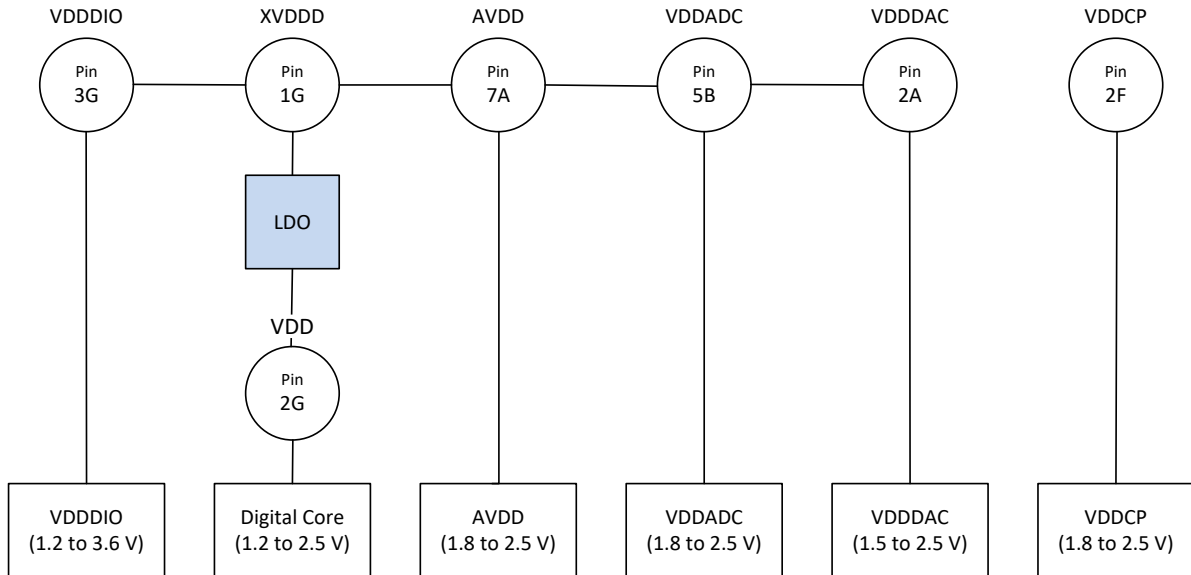 VDDDIO XVDDD AVDD VDDADC VDDDAC VDDCP
Pin Pin Pin Pin Pin Pin
3G 1G 7A 5B 2A 2F
LDO
VDD
Pin
2G
VDDDIO Digital Core AVDD VDDADC VDDDAC VDDCP
(1.2 to 3.6 V) (1.2 to 2.5 V) (1.8 to 2.5 V) (1.8 to 2.5 V) (1.5 to 2.5 V) (1.8 to 2.5 V)